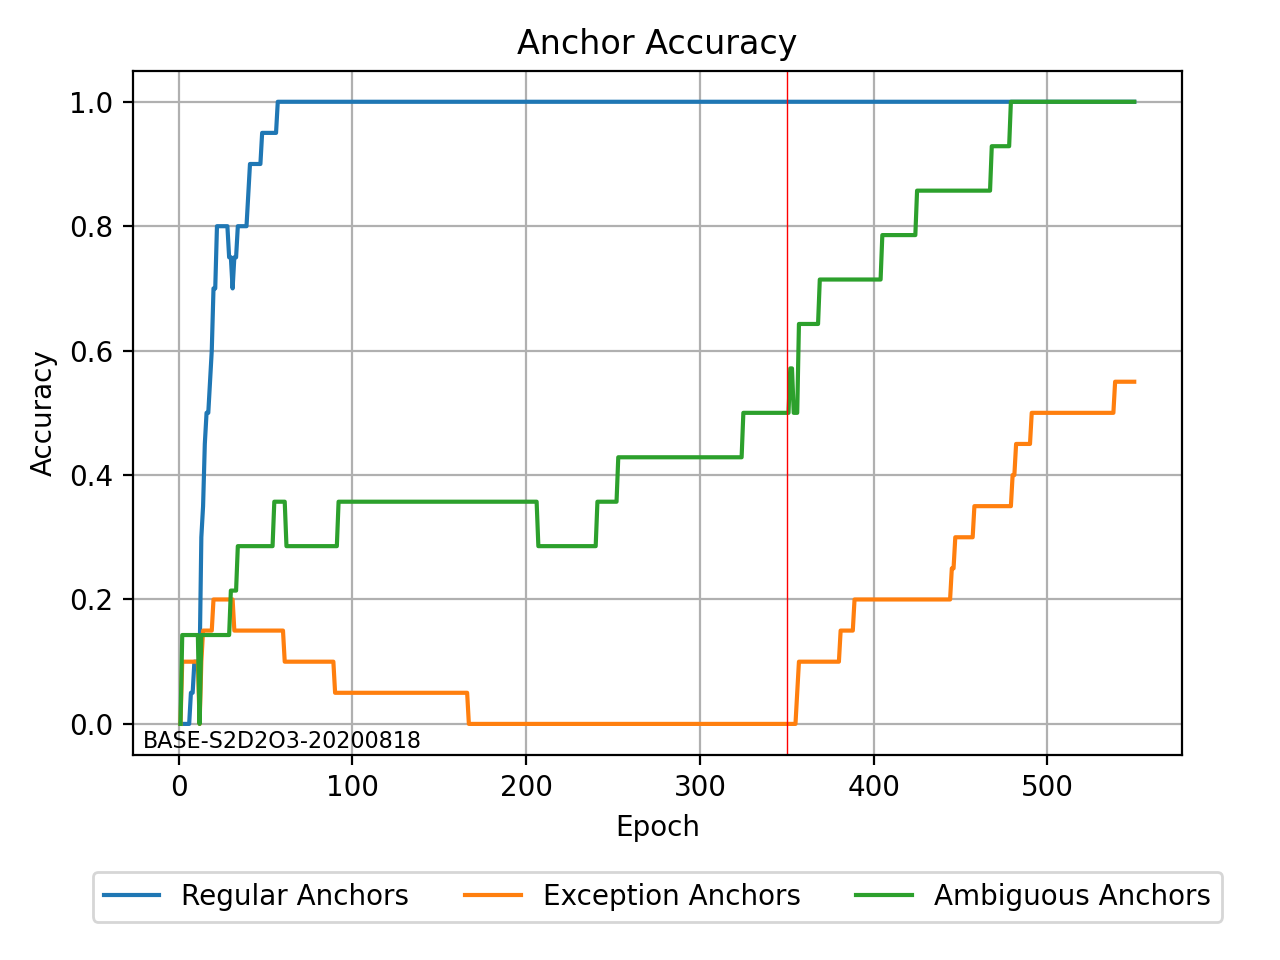 Anchor Accuracy
Accuracy
1.0
0.8
0.6
0.4
0.2
0.0
BASE-S2D2O3-20200818
0 100 200 300 400 500
Epoch
Regular Anchors Exception Anchors Ambiguous Anchors